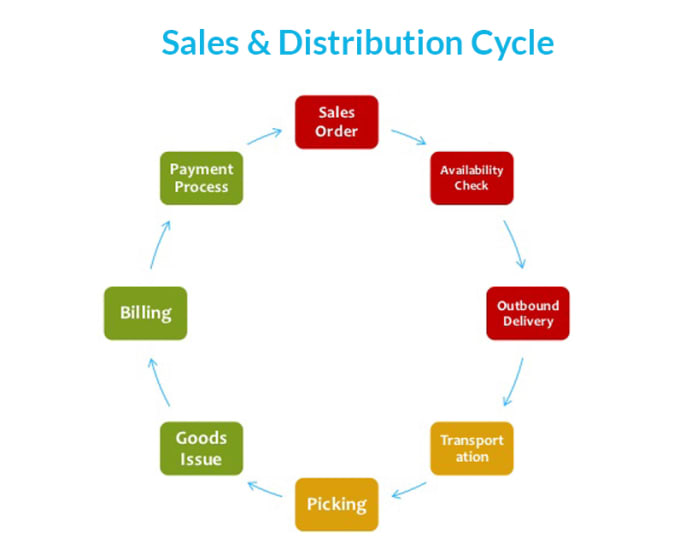 Sales & Distribution Cycle
Sales
Order
Availability
Check
Outbound
Delivery
Transport
ation
Picking
Goods
Issue
Billing
Payment
Process